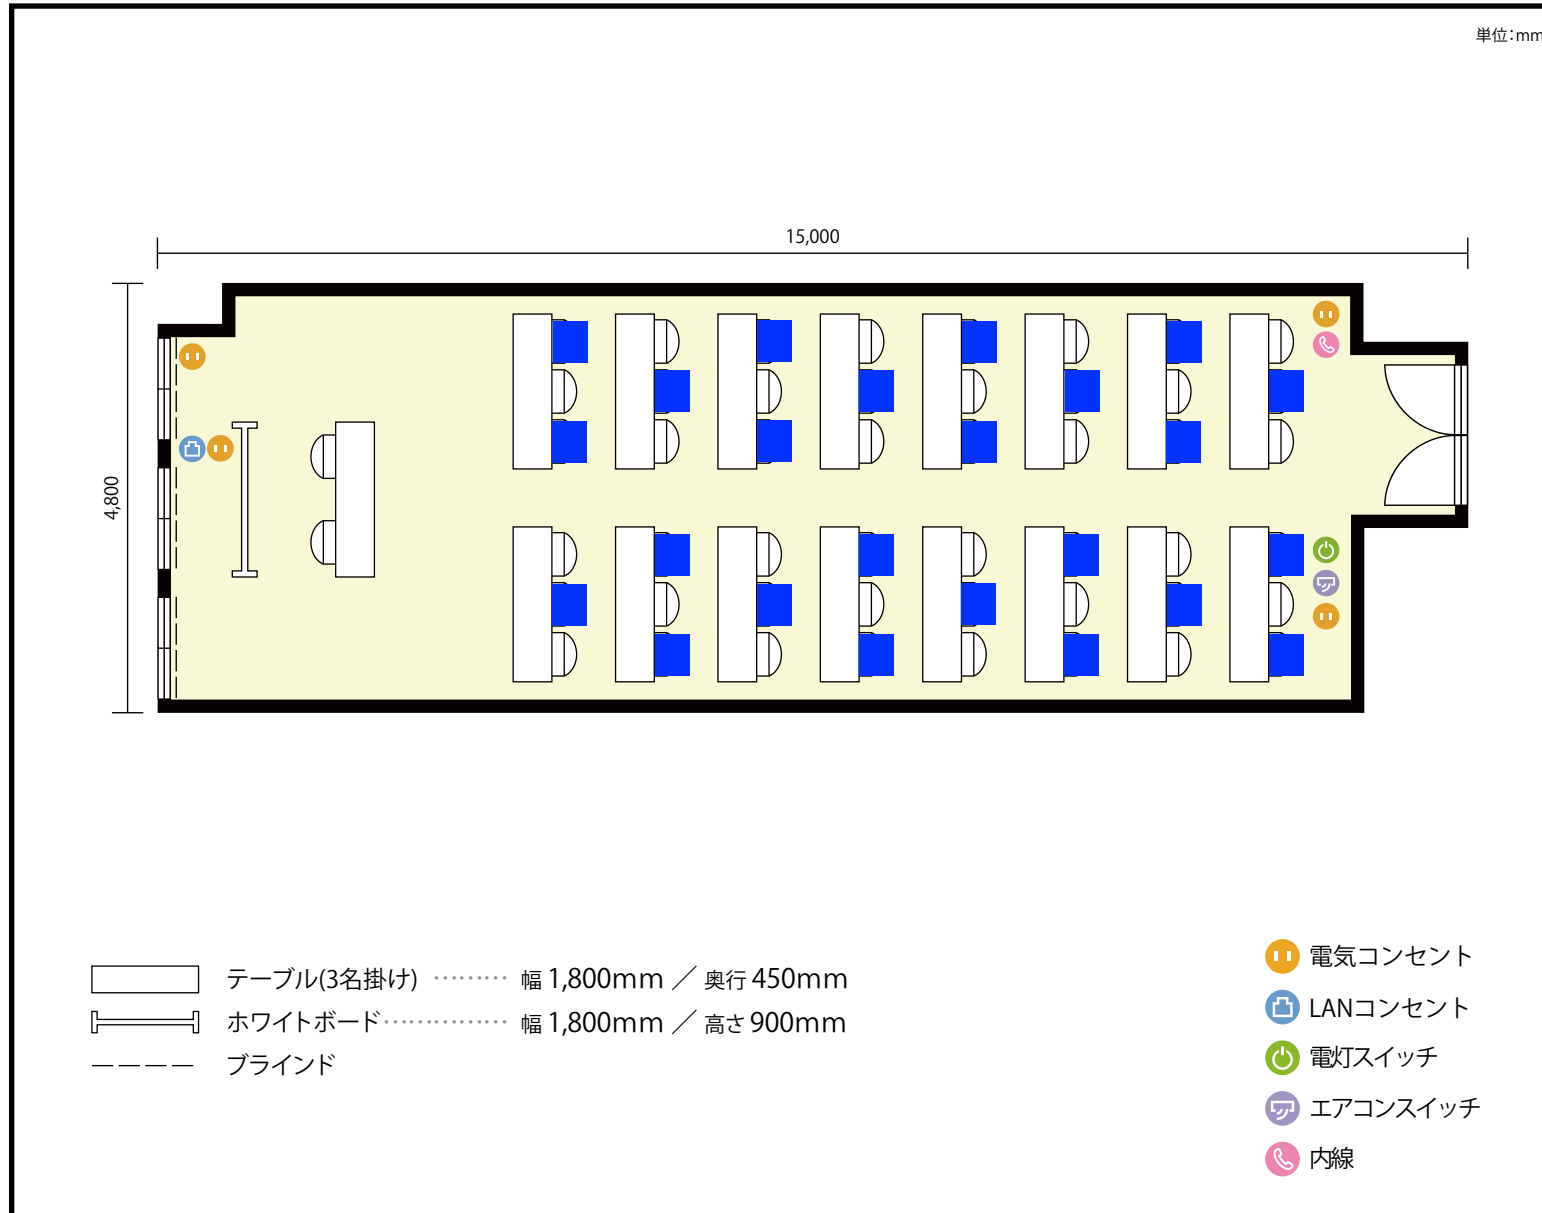 単位：mm
15,000
4,800
テーブル(3名掛け) ……… 幅 1,800mm ／ 奥行 450mm
ホワイトボード…………… 幅 1,800mm ／ 高さ 900mm
ブラインド
電気コンセント
LANコンセント
電灯スイッチ
エアコンスイッチ
内線